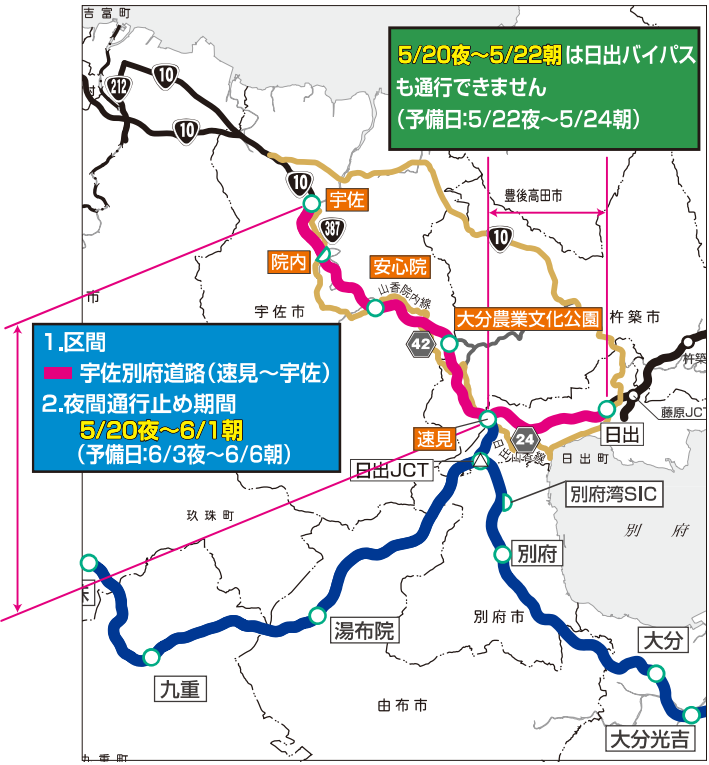 吉富町
5/20夜～5/22朝は日出バイパス
も通行できません
（予備日:5/22夜～5/24朝）
10
212
10
10
宇佐
豊後高田市
387
10
院内
安心院
山香院内線
市
宇佐市
大分農業文化公園
杵築市
42
杵築
1.区間
宇佐別府道路（速見～宇佐）
2.夜間通行止め期間
5/20夜～6/1朝
（予備日:6/3夜～6/6朝）
藤原JCT
速見
24
日出
日出JCT
日出山香線
日出町
別府湾SIC
玖珠町
別府
別府
湯布院
別府市
大分
九重
由布市
大分光吉
九重町